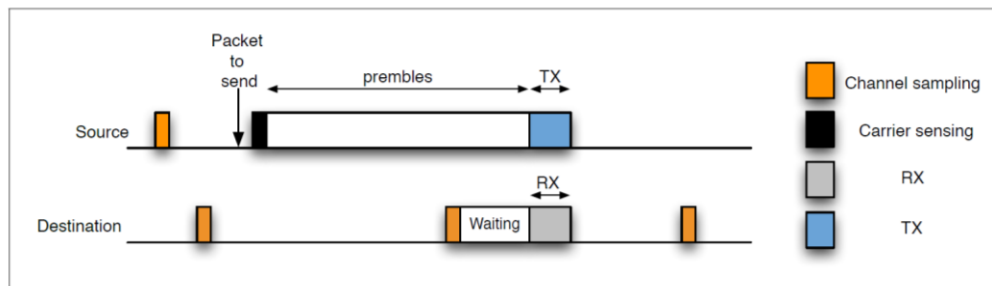 Packet
to
send
prembles
TX
Source
RX
Destination
Waiting
Channel sampling
Carrier sensing
RX
TX